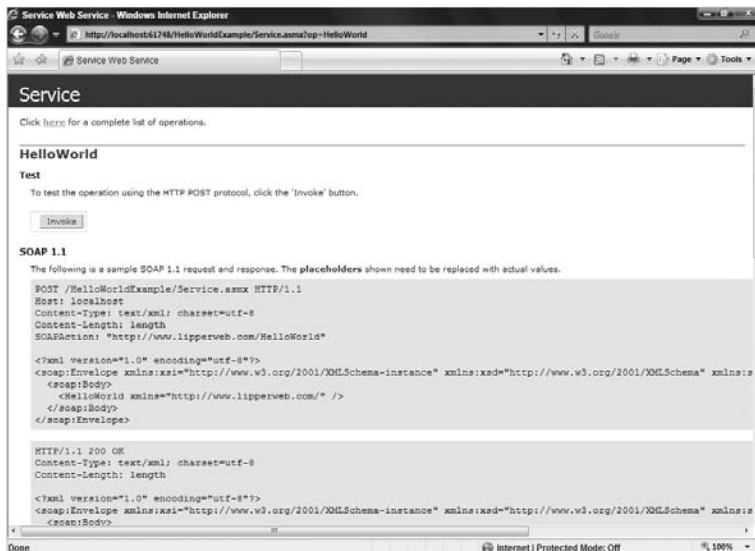 Service Web Service - Windows Internet Explorer
http://localhost:61748/HelloWorldExample/Service.asmx?op=HelloWorld
Google
Service Web Service
Page
Tools
Service
Click here for a complete list of operations.
HelloWorld
Test
To test the operation using the HTTP POST protocol, click the 'Invoke' button.
Invoke
SOAP 1.1
The following is a sample SOAP 1.1 request and response. The placeholders shown need to be replaced with actual values.
POST /HelloWorldExample/Service.asmx HTTP/1.1
Host: localhost
Content-Type: text/xml; charset=utf-8
Content-Length: length
SOAPAction: "http://www.lipperweb.com/HelloWorld"
<?xml version="1.0" encoding="utf-8"?>
<soap:Envelope xmlns:xsi="http://www.w3.org/2001/XMLSchema-instance" xmlns:xsd="http://www.w3.org/2001/XMLSchema" xmlns:s
<soap:Body>
<HelloWorld xmlns="http://www.lipperweb.com/" />
</soap:Body>
</soap:Envelope>
HTTP/1.1 200 OK
Content-Type: text/xml; charset=utf-8
Content-Length: length
<?xml version="1.0" encoding="utf-8"?>
<soap:Envelope xmlns:xsi="http://www.w3.org/2001/XMLSchema-instance" xmlns:xsd="http://www.w3.org/2001/XMLSchema" xmlns:s
<soap:Body>
Done
Internet | Protected Mode: Off
100%